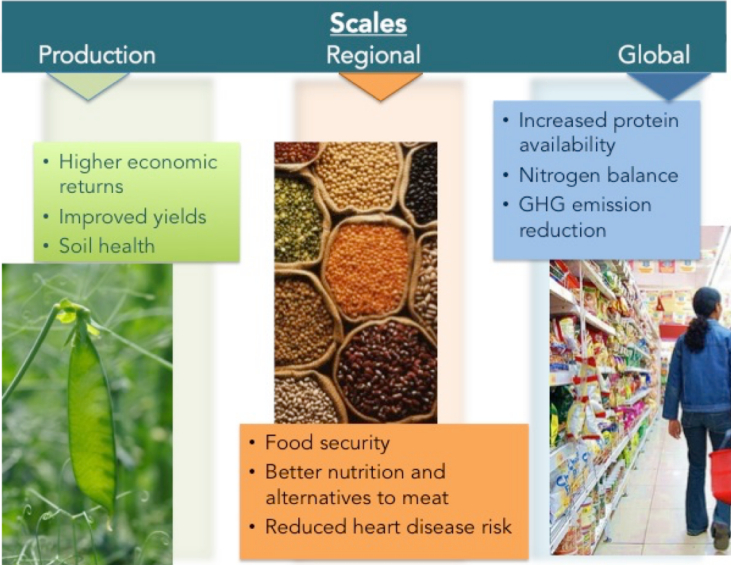 Scales
Production
Regional
Global
• Higher economic
returns
• Improved yields
• Soil health
• Food security
• Better nutrition and
alternatives to meat
• Reduced heart disease risk
• Increased protein
availability
• Nitrogen balance
• GHG emission
reduction